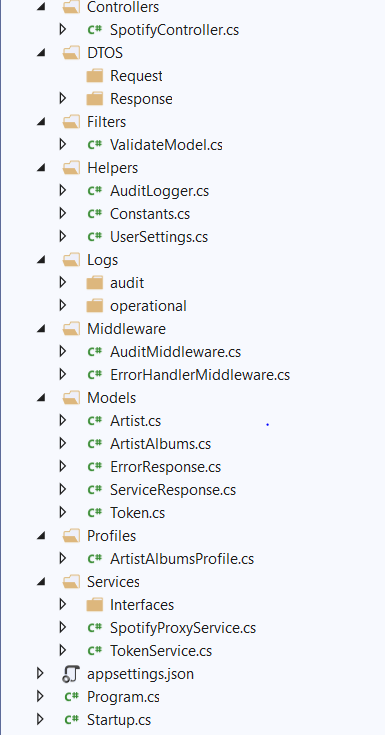 Controllers
C# SpotifyController.cs
DTOS
Request
Response
Filters
C# ValidateModel.cs
Helpers
C# AuditLogger.cs
C# Constants.cs
C# UserSettings.cs
Logs
audit
operational
Middleware
C# AuditMiddleware.cs
C# ErrorHandlerMiddleware.cs
Models
C# Artist.cs
C# ArtistAlbums.cs
C# ErrorResponse.cs
C# ServiceResponse.cs
C# Token.cs
Profiles
C# ArtistAlbumsProfile.cs
Services
Interfaces
C# SpotifyProxyService.cs
C# TokenService.cs
appsettings.json
C# Program.cs
C# Startup.cs